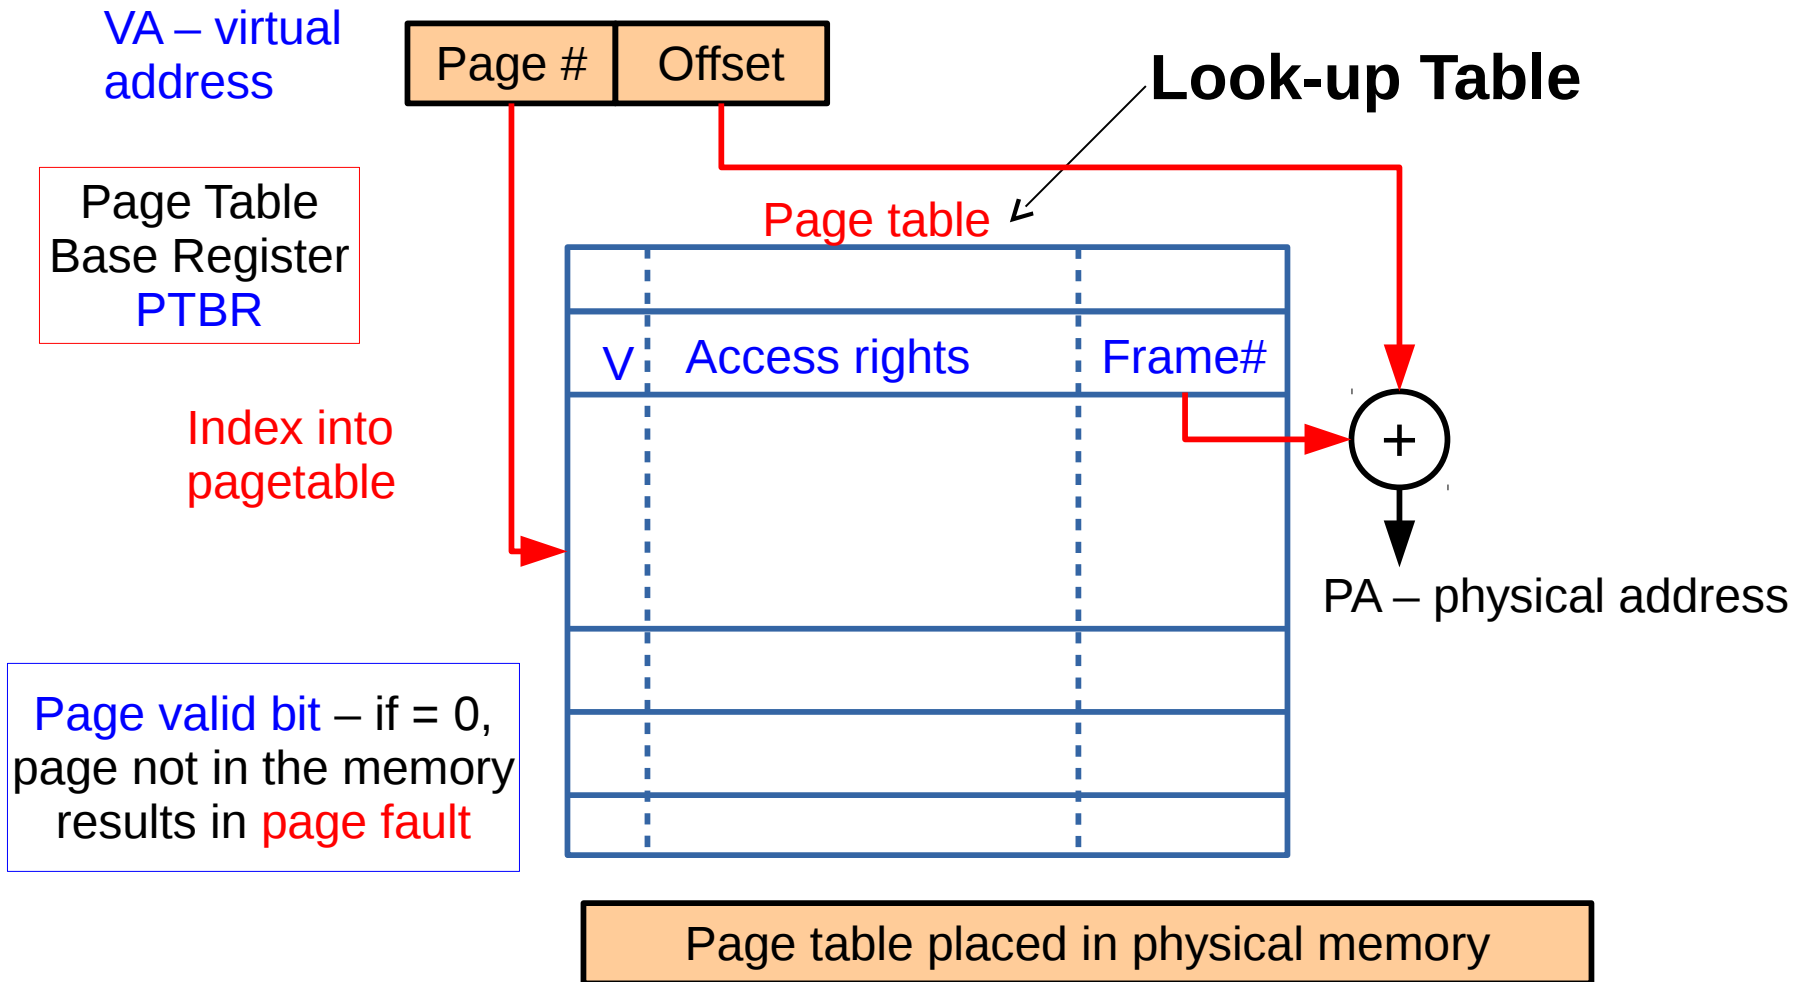 VA – virtual
address
Page #
Offset
Look-up Table
Page Table
Base Register
PTBR
Page table
V
Access rights
Frame#
Index into
pagetable
+
PA – physical address
Page valid bit – if = 0,
page not in the memory
results in page fault
Page table placed in physical memory